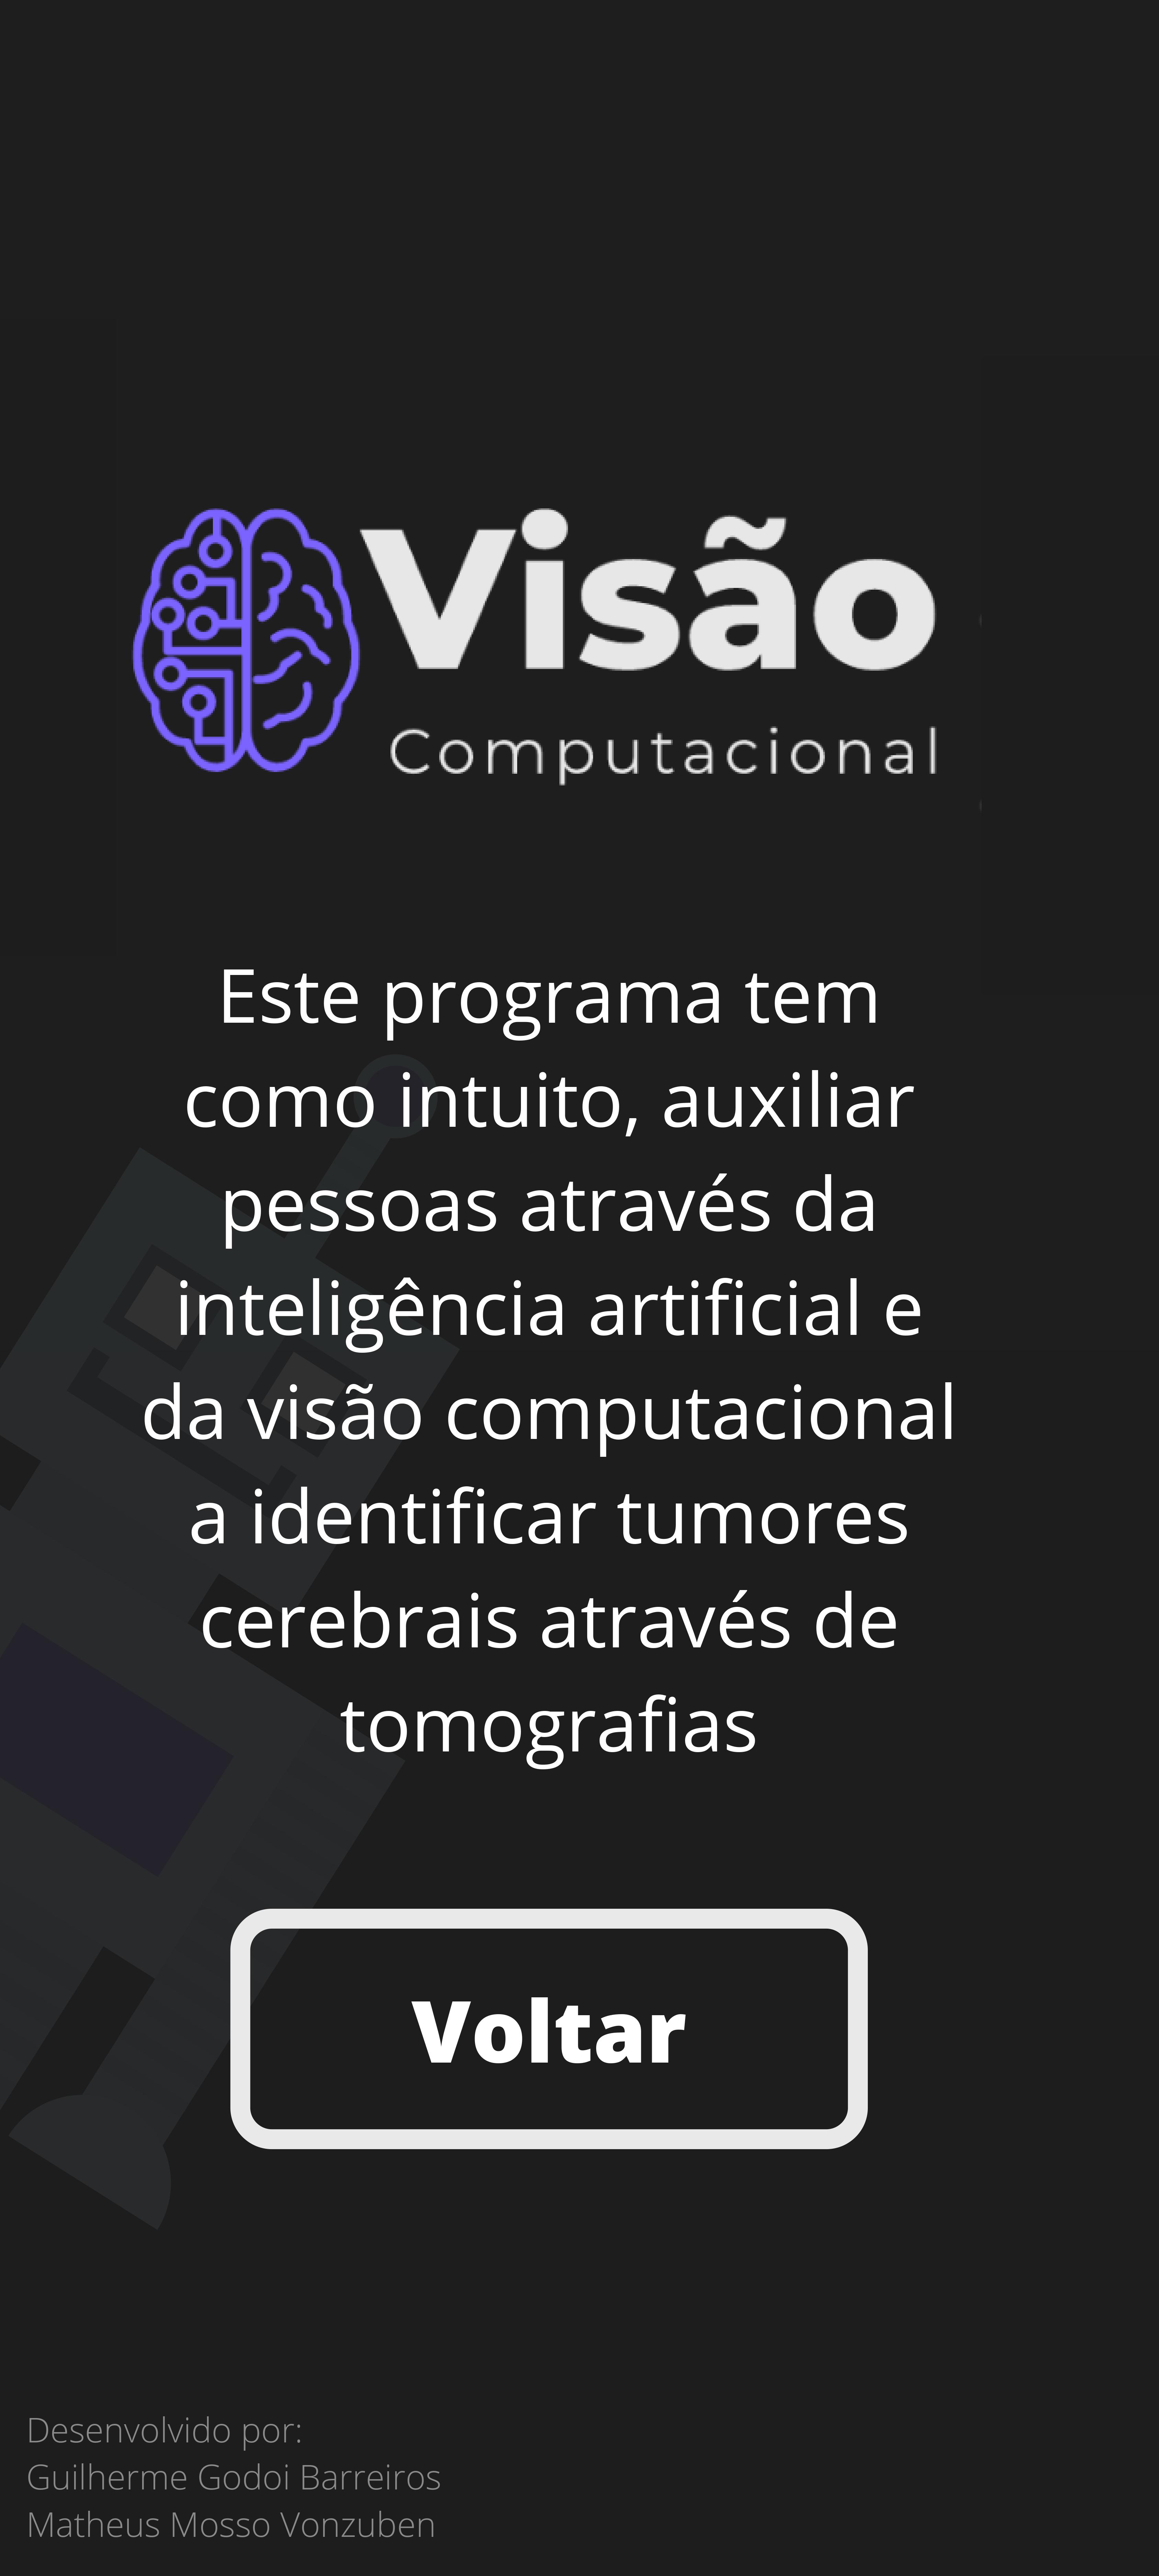 Visão
Computacional
Este programa tem
como intuito, auxiliar
pessoas através da
inteligência artificial e
da visão computacional
a identificar tumores
cerebrais através de
tomografias
Voltar
Desenvolvido por:
Guilherme Godoi Barreiros
Matheus Mosso Vonzuben